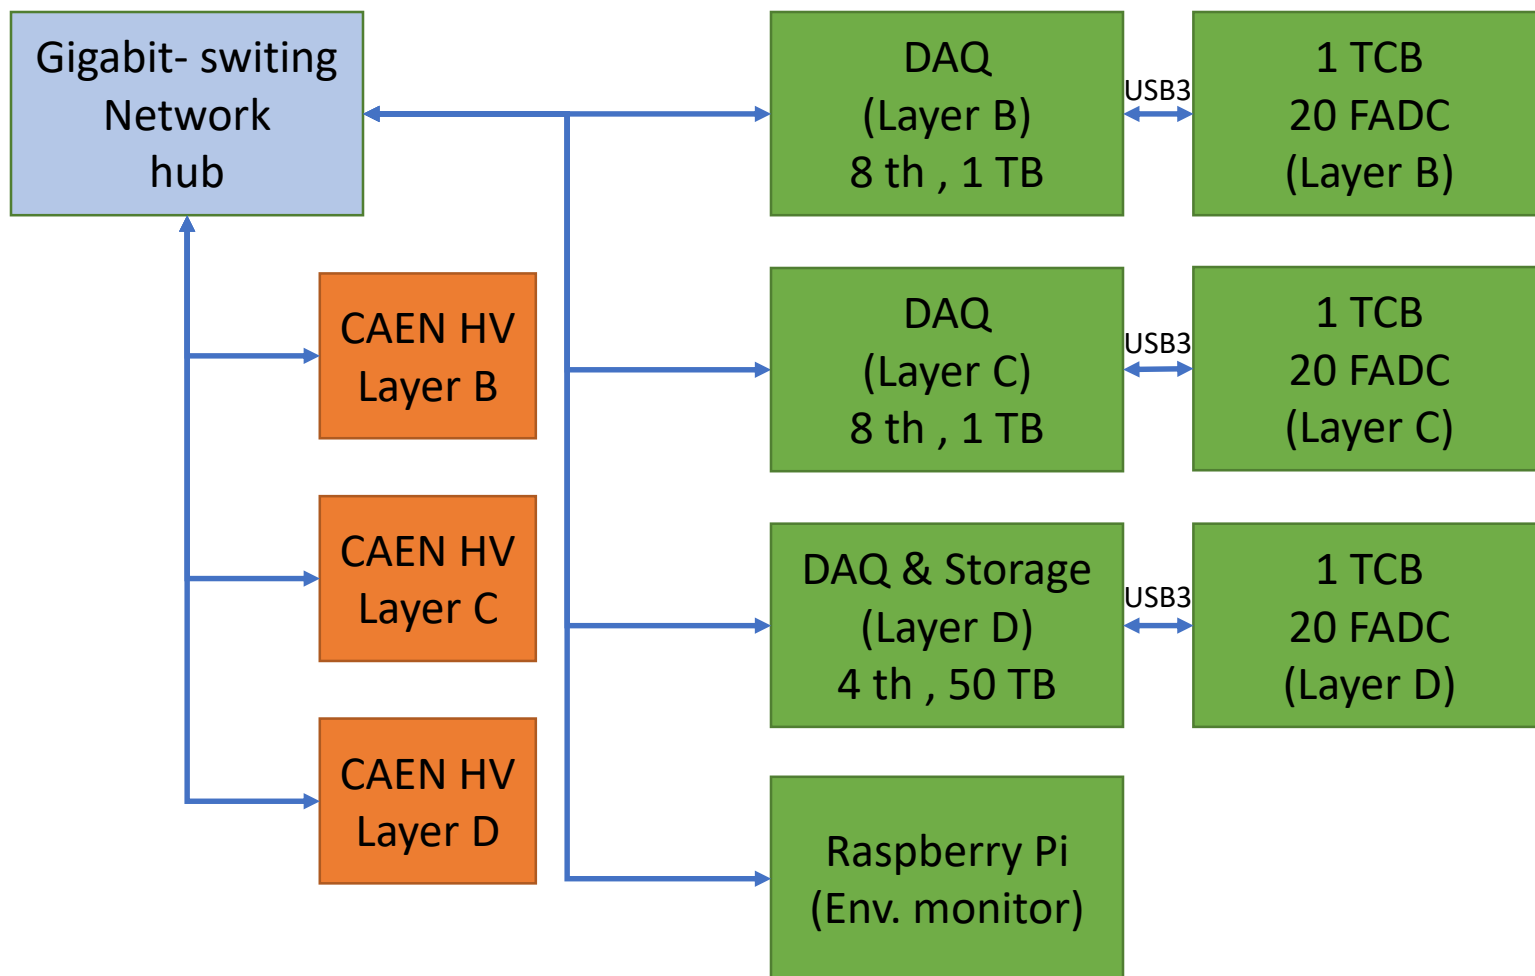 Gigabit- switing
Network
hub
DAQ
(Layer B)
8 th , 1 TB
USB3
1 TCB
20 FADC
(Layer B)
CAEN HV
Layer B
DAQ
(Layer C)
8 th , 1 TB
USB3
1 TCB
20 FADC
(Layer C)
CAEN HV
Layer C
DAQ & Storage
(Layer D)
4 th , 50 TB
USB3
1 TCB
20 FADC
(Layer D)
CAEN HV
Layer D
Raspberry Pi
(Env. monitor)